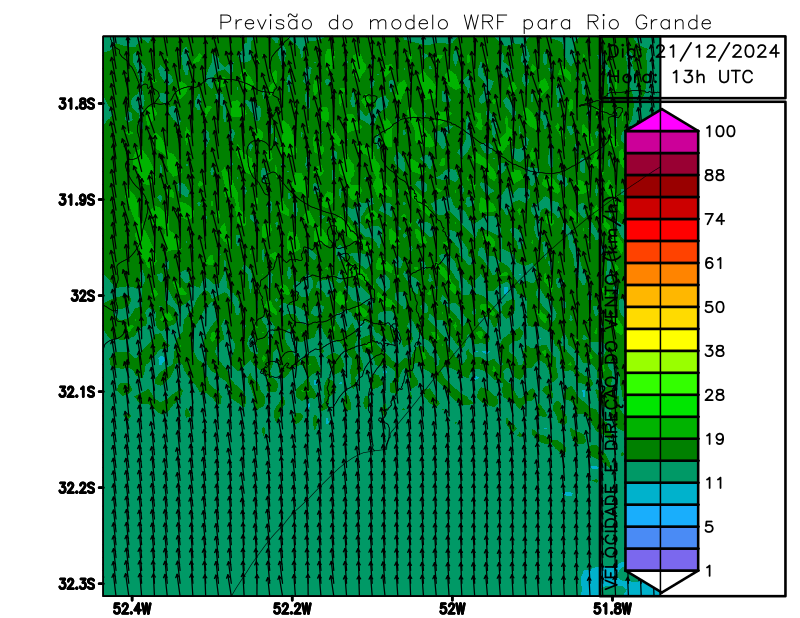 Previsão do modelo WRF para Rio Grande
Dia: 21/12/2024
Hora: 13h UTC
31.8S
31.9S
32S
32.1S
32.2S
32.3S
52.4W
52.2W
52W
51.8W
VELOCIDADE E DIREÇÃO DO VENTO (km/h)
100
88
74
61
50
38
28
19
11
5
1